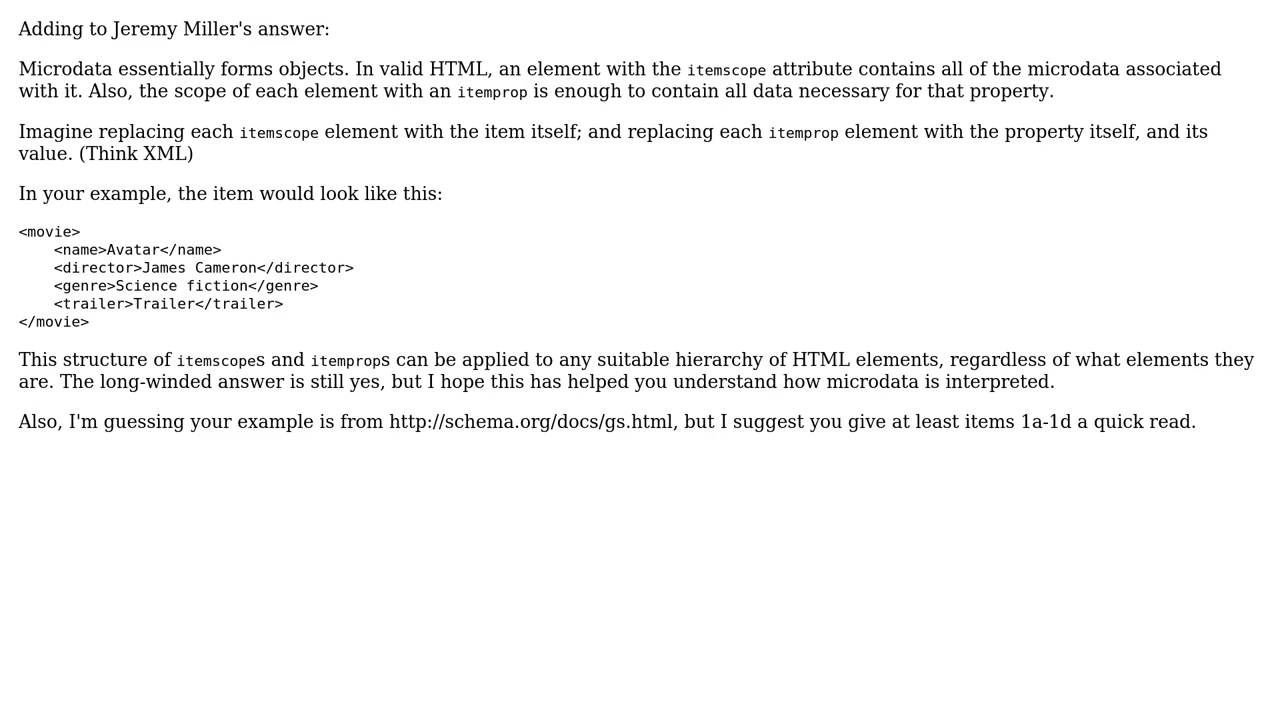 Adding to Jeremy Miller's answer:
Microdata essentially forms objects. In valid HTML, an element with the itemscope attribute contains all of the microdata associated
with it. Also, the scope of each element with an itemprop is enough to contain all data necessary for that property.
Imagine replacing each itemscope element with the item itself; and replacing each itemprop element with the property itself, and its
value. (Think XML)
In your example, the item would look like this:
<movie>
    <name>Avatar</name>
    <director>James Cameron</director>
    <genre>Science fiction</genre>
    <trailer>Trailer</trailer>
</movie>
This structure of itemscopes and itemprops can be applied to any suitable hierarchy of HTML elements, regardless of what elements they
are. The long-winded answer is still yes, but I hope this has helped you understand how microdata is interpreted.
Also, I'm guessing your example is from http://schema.org/docs/gs.html, but I suggest you give at least items 1a-1d a quick read.